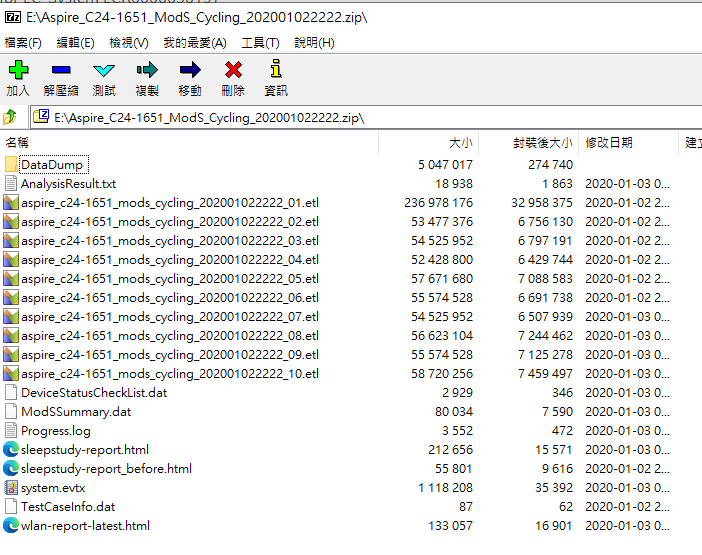 E:\Aspire_C24-1651_ModS_Cycling_202001022222.zip\
檔案(F) 編輯(E) 檢視(V) 我的最愛(A) 工具(T) 說明(H)
加入 解壓縮 測試 複製 移動 刪除 資訊
E:\Aspire_C24-1651_ModS_Cycling_202001022222.zip\
名稱 大小 封裝後大小 修改日期 建立
DataDump 5 047 017 274 740
AnalysisResult.txt 18 938 1 863 2020-01-03 0...
aspire_c24-1651_mods_cycling_202001022222_01.etl 236 978 176 32 958 375 2020-01-02 2...
aspire_c24-1651_mods_cycling_202001022222_02.etl 53 477 376 6 756 130 2020-01-02 2...
aspire_c24-1651_mods_cycling_202001022222_03.etl 54 525 952 6 797 191 2020-01-02 2...
aspire_c24-1651_mods_cycling_202001022222_04.etl 52 428 800 6 429 744 2020-01-02 2...
aspire_c24-1651_mods_cycling_202001022222_05.etl 57 671 680 7 088 583 2020-01-02 2...
aspire_c24-1651_mods_cycling_202001022222_06.etl 55 574 528 6 691 738 2020-01-02 2...
aspire_c24-1651_mods_cycling_202001022222_07.etl 54 525 952 6 507 939 2020-01-03 0...
aspire_c24-1651_mods_cycling_202001022222_08.etl 56 623 104 7 244 462 2020-01-03 0...
aspire_c24-1651_mods_cycling_202001022222_09.etl 55 574 528 7 125 278 2020-01-03 0...
aspire_c24-1651_mods_cycling_202001022222_10.etl 58 720 256 7 459 497 2020-01-03 0...
DeviceStatusCheckList.dat 2 929 346 2020-01-03 0...
ModSSummary.dat 80 034 7 590 2020-01-03 0...
Progress.log 3 552 472 2020-01-03 0...
sleepstudy-report.html 212 656 15 571 2020-01-03 0...
sleepstudy-report_before.html 55 801 9 616 2020-01-02 2...
system.evtx 1 118 208 35 392 2020-01-03 0...
TestCaseInfo.dat 87 62 2020-01-02 2...
wlan-report-latest.html 133 057 16 901 2020-01-03 0...